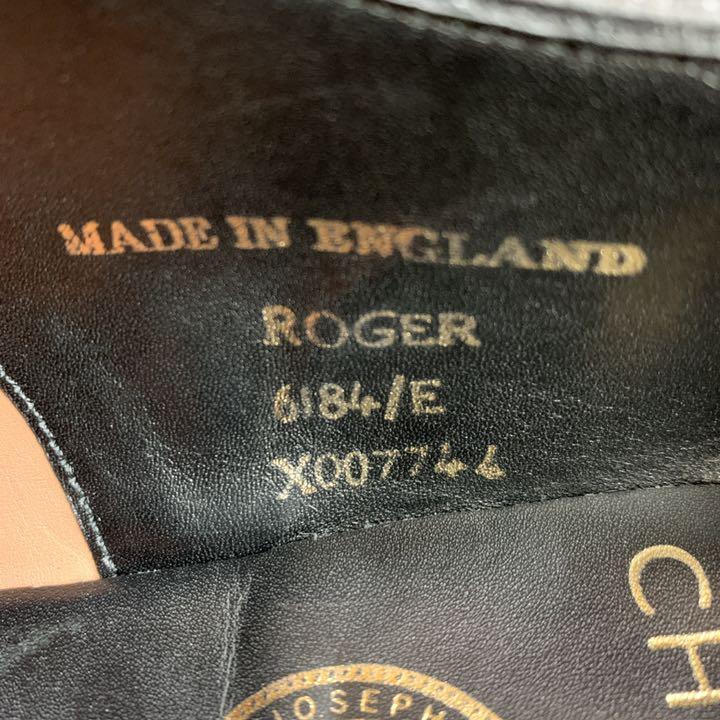 MADE IN ENGLAND
ROGER
6184/E
X007744
CH
JOSEPH